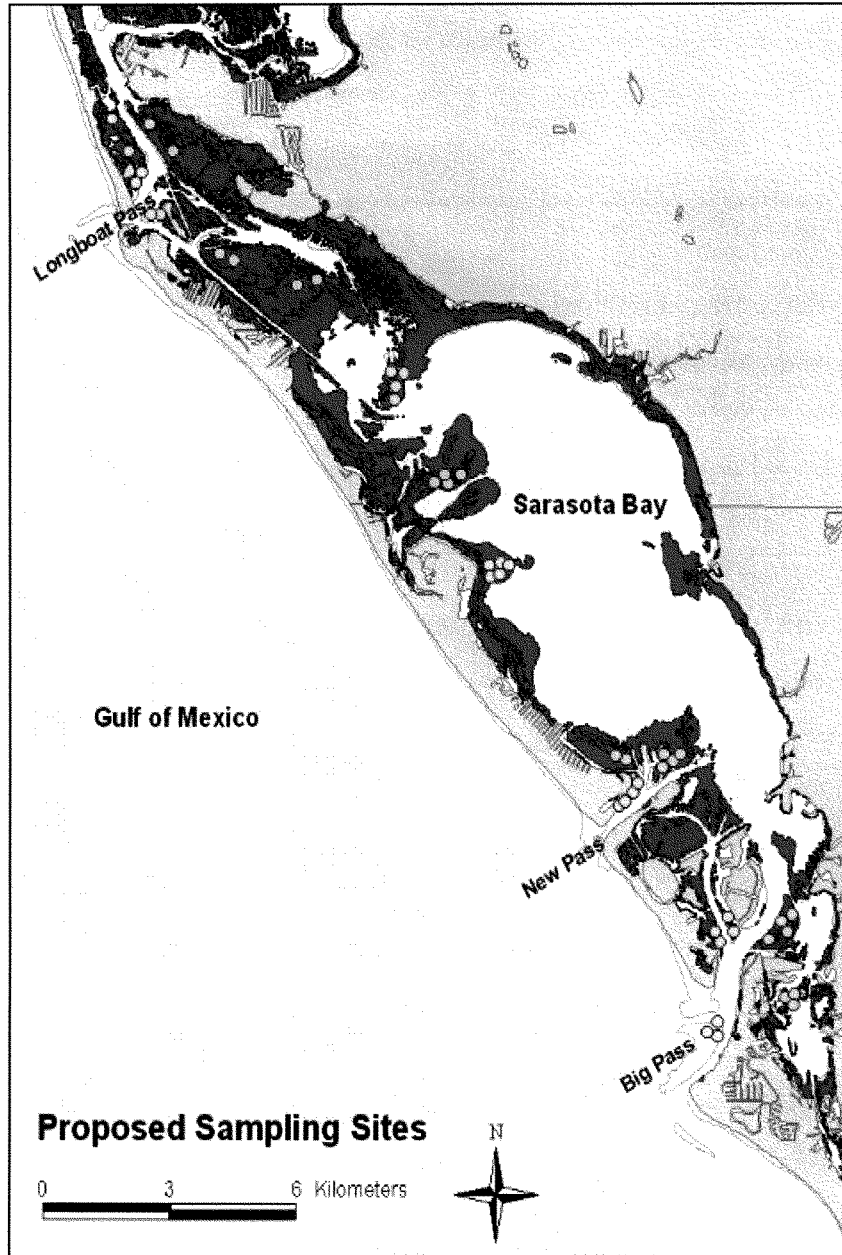 Longboat Pass
Sarasota Bay
Gulf of Mexico
New Pass
Big Pass
Proposed Sampling Sites
N
0 3 6 Kilometers